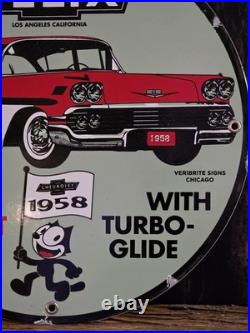 LOS ANGELES CALIFORNIA
1958
VERIBRITE SIGNS
CHICAGO
CHEVROLET
1958
WITH
TURBO-
GLIDE